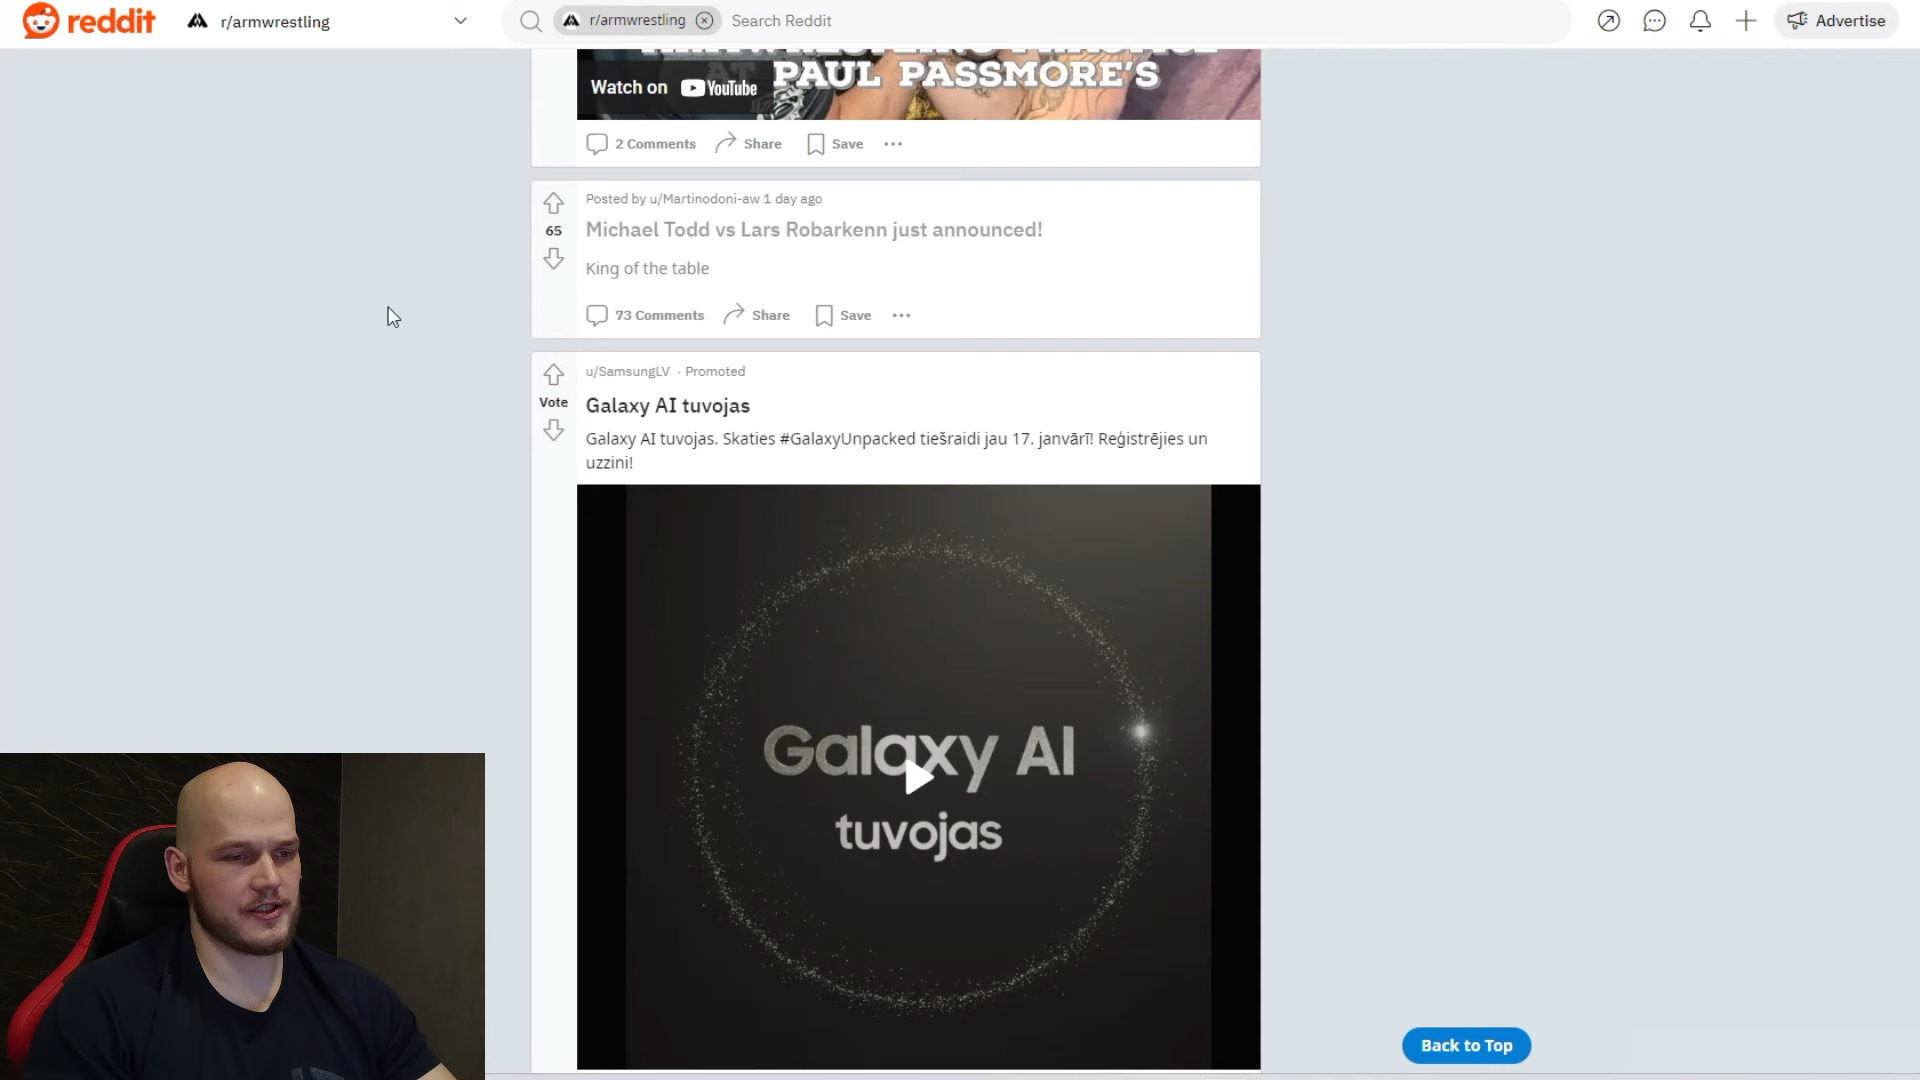 reddit
r/armwrestling
r/armwrestling
Search Reddit
Advertise
PAUL PASSMORE'S
Watch on YouTube
2 Comments
Share
Save
Posted by u/Martinodoni-aw 1 day ago
65
Michael Todd vs Lars Robarkenn just announced!
King of the table
73 Comments
Share
Save
u/SamsungLV · Promoted
Vote
Galaxy AI tuvojas
Galaxy AI tuvojas. Skaties #GalaxyUnpacked tiešraidi jau 17. janvārī! Reģistrējies un
uzzini!
Galaxy AI
tuvojas
Back to Top